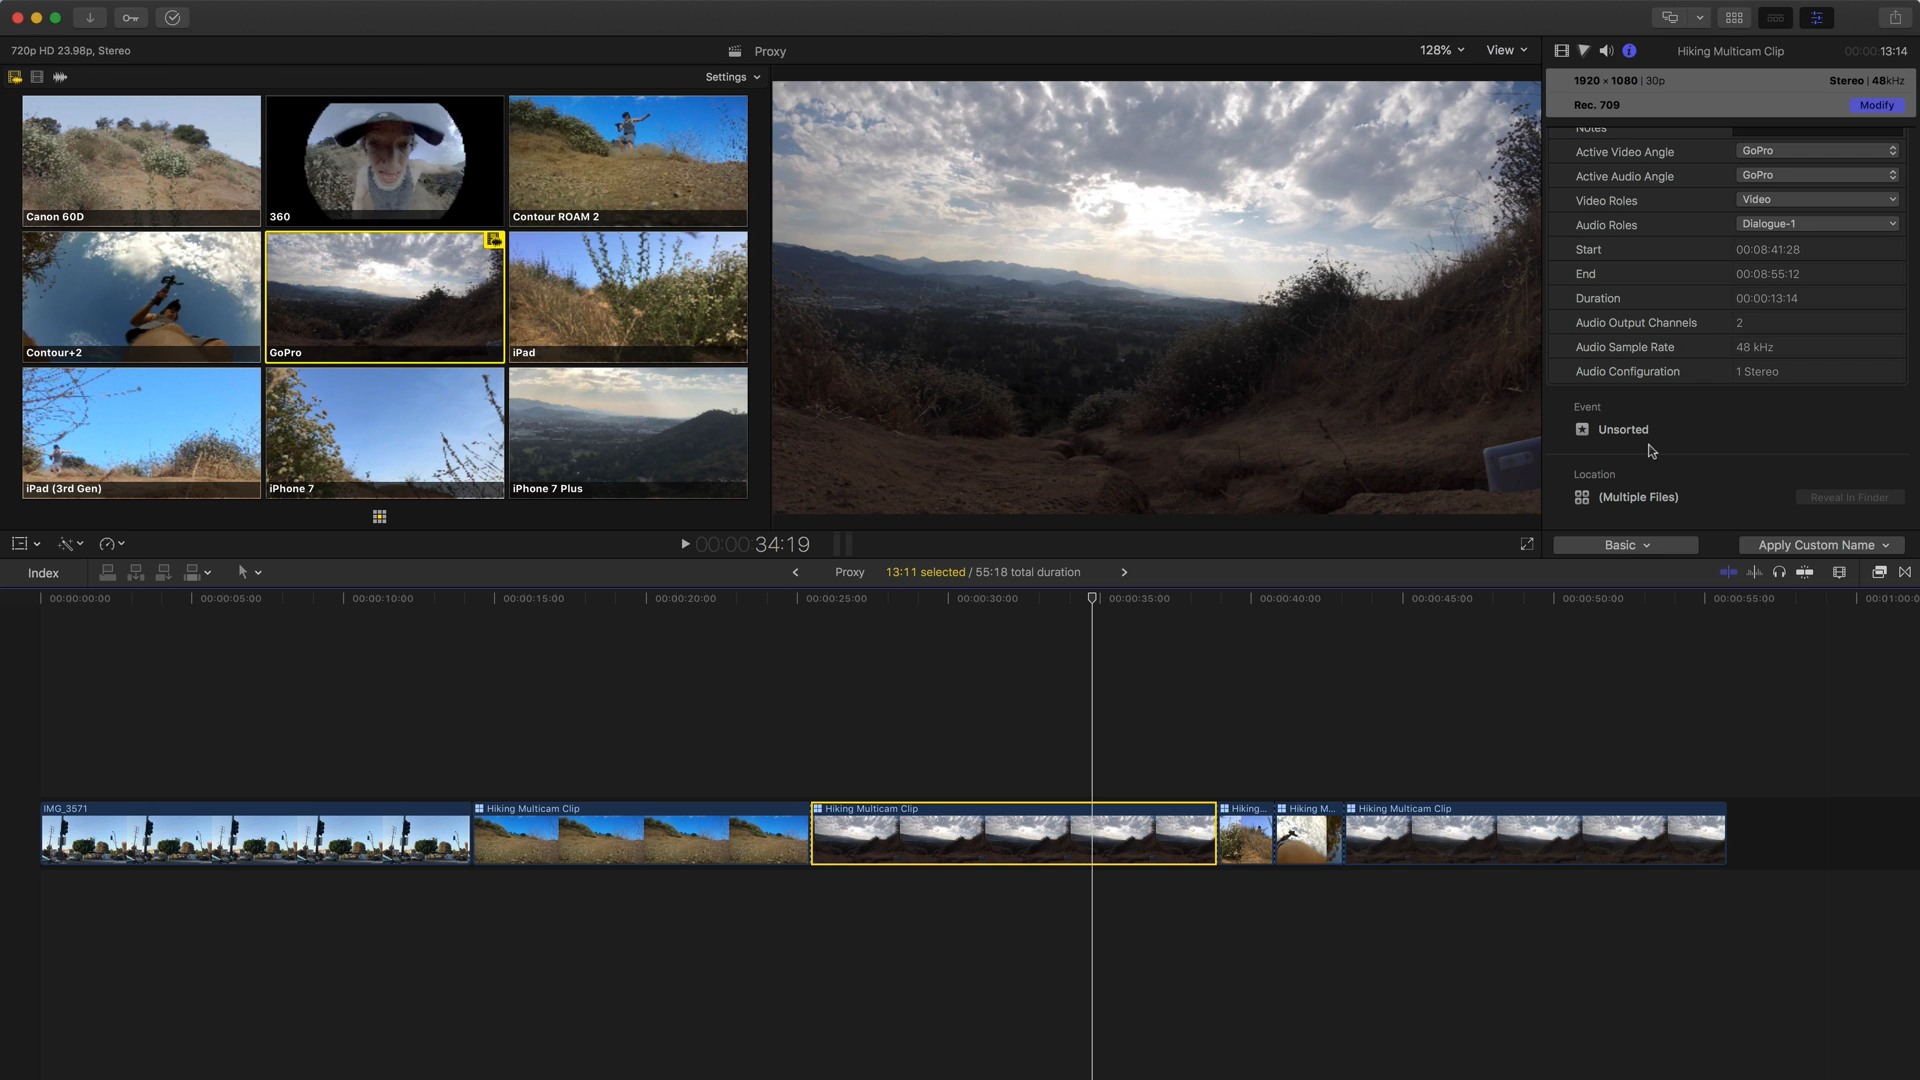 720p HD 23.98p, Stereo
Proxy
128%
View
Hiking Multicam Clip
00:00:13:14
Settings
1920 × 1080 | 30p
Stereo | 48kHz
Rec. 709
Modify
Notes
Active Video Angle
GoPro
Active Audio Angle
GoPro
Video Roles
Video
Audio Roles
Dialogue-1
Start
00:08:41:28
End
00:08:55:12
Duration
00:00:13:14
Audio Output Channels
2
Audio Sample Rate
48 kHz
Audio Configuration
1 Stereo
Event
Unsorted
Location
(Multiple Files)
Reveal in Finder
Canon 60D
360
Contour ROAM 2
Contour+2
GoPro
iPad
iPad (3rd Gen)
iPhone 7
iPhone 7 Plus
00:00:34:19
Basic
Apply Custom Name
Index
Proxy
13:11 selected / 55:18 total duration
00:00:00:00
00:00:05:00
00:00:10:00
00:00:15:00
00:00:20:00
00:00:25:00
00:00:30:00
00:00:35:00
00:00:40:00
00:00:45:00
00:00:50:00
00:00:55:00
00:01:00:0
IMG_3571
Hiking Multicam Clip
Hiking Multicam Clip
Hiking...
Hiking M...
Hiking Multicam Clip